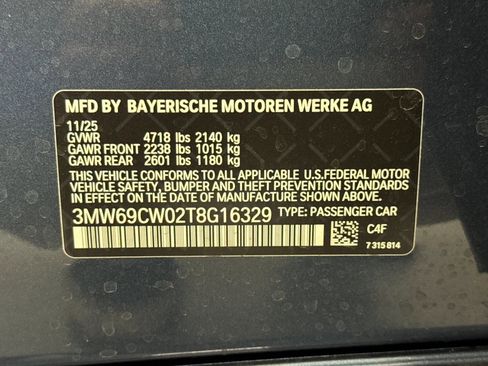 MFD BY BAYERISCHE MOTOREN WERKE AG
11/25
GVWR 4718 lbs 2140 kg
GAWR FRONT 2238 lbs 1015 kg
GAWR REAR 2601 lbs 1180 kg
THIS VEHICLE CONFORMS TO ALL APPLICABLE U.S.FEDERAL MOTOR
VEHICLE SAFETY, BUMPER AND THEFT PREVENTION STANDARDS
IN EFFECT ON THE DATE OF MANUFACTURE SHOWN ABOVE.
3MW69CW02T8G16329 TYPE: PASSENGER CAR
C4F
7 315 814